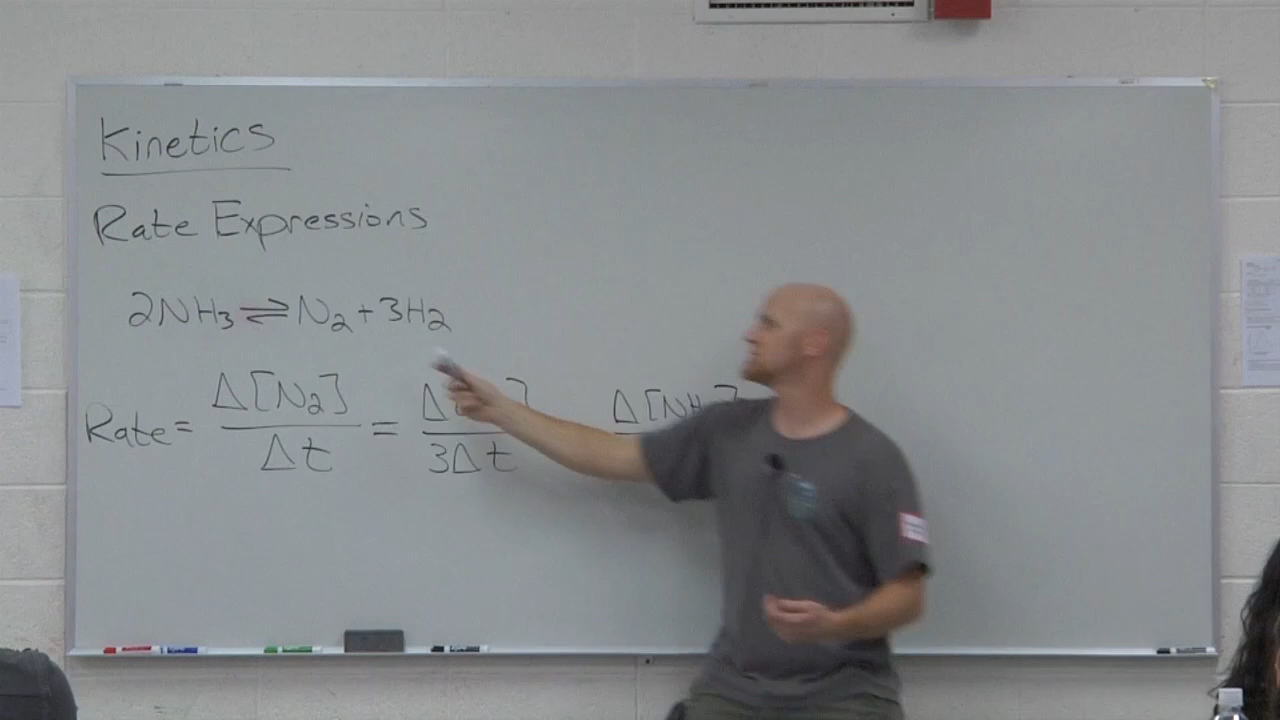 Kinetics
Rate Expressions
2NH₃ ⇌ N₂ + 3H₂
Rate = Δ[N₂]/Δt = Δ[ ]/3Δt Δ[NH